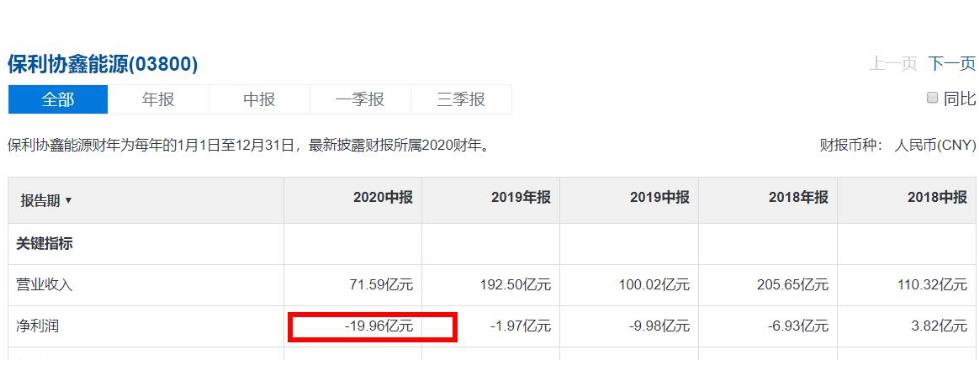 保利协鑫能源(03800)
上一页 下一页
全部 年报 中报 一季报 三季报
同比
保利协鑫能源财年为每年的1月1日至12月31日，最新披露财报所属2020财年。 财报币种： 人民币(CNY)
报告期 ▼ 2020中报 2019年报 2019中报 2018年报 2018中报
关键指标
营业收入 71.59亿元 192.50亿元 100.02亿元 205.65亿元 110.32亿元
净利润 -19.96亿元 -1.97亿元 -9.98亿元 -6.93亿元 3.82亿元